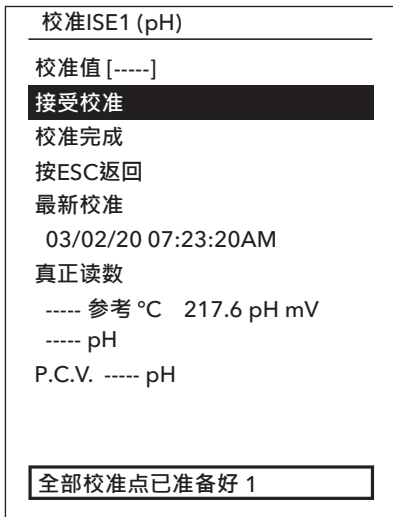 校准ISE1 (pH)
校准值 [-----]
接受校准
校准完成
按ESC返回
最新校准
03/02/20 07:23:20AM
真正读数
----- 参考 °C 217.6 pH mV
----- pH
P.C.V. ----- pH
全部校准点已准备好 1